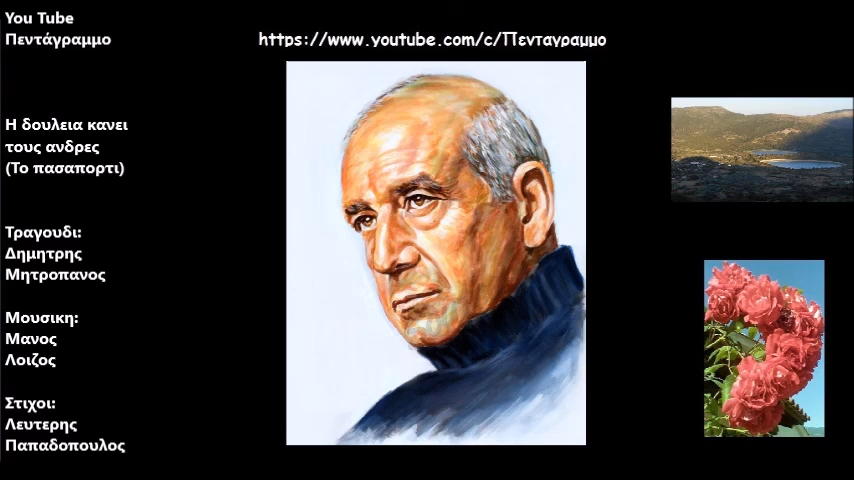 You Tube
Πεντάγραμμο
https://www.youtube.com/c/Πενταγραμμο
Η δουλεια κανει
τους ανδρες
(Το πασαπορτι)
Τραγουδι:
Δημητρης
Μητροπανος
Μουσικη:
Μανος
Λοιζος
Στιχοι:
Λευτερης
Παπαδοπουλος